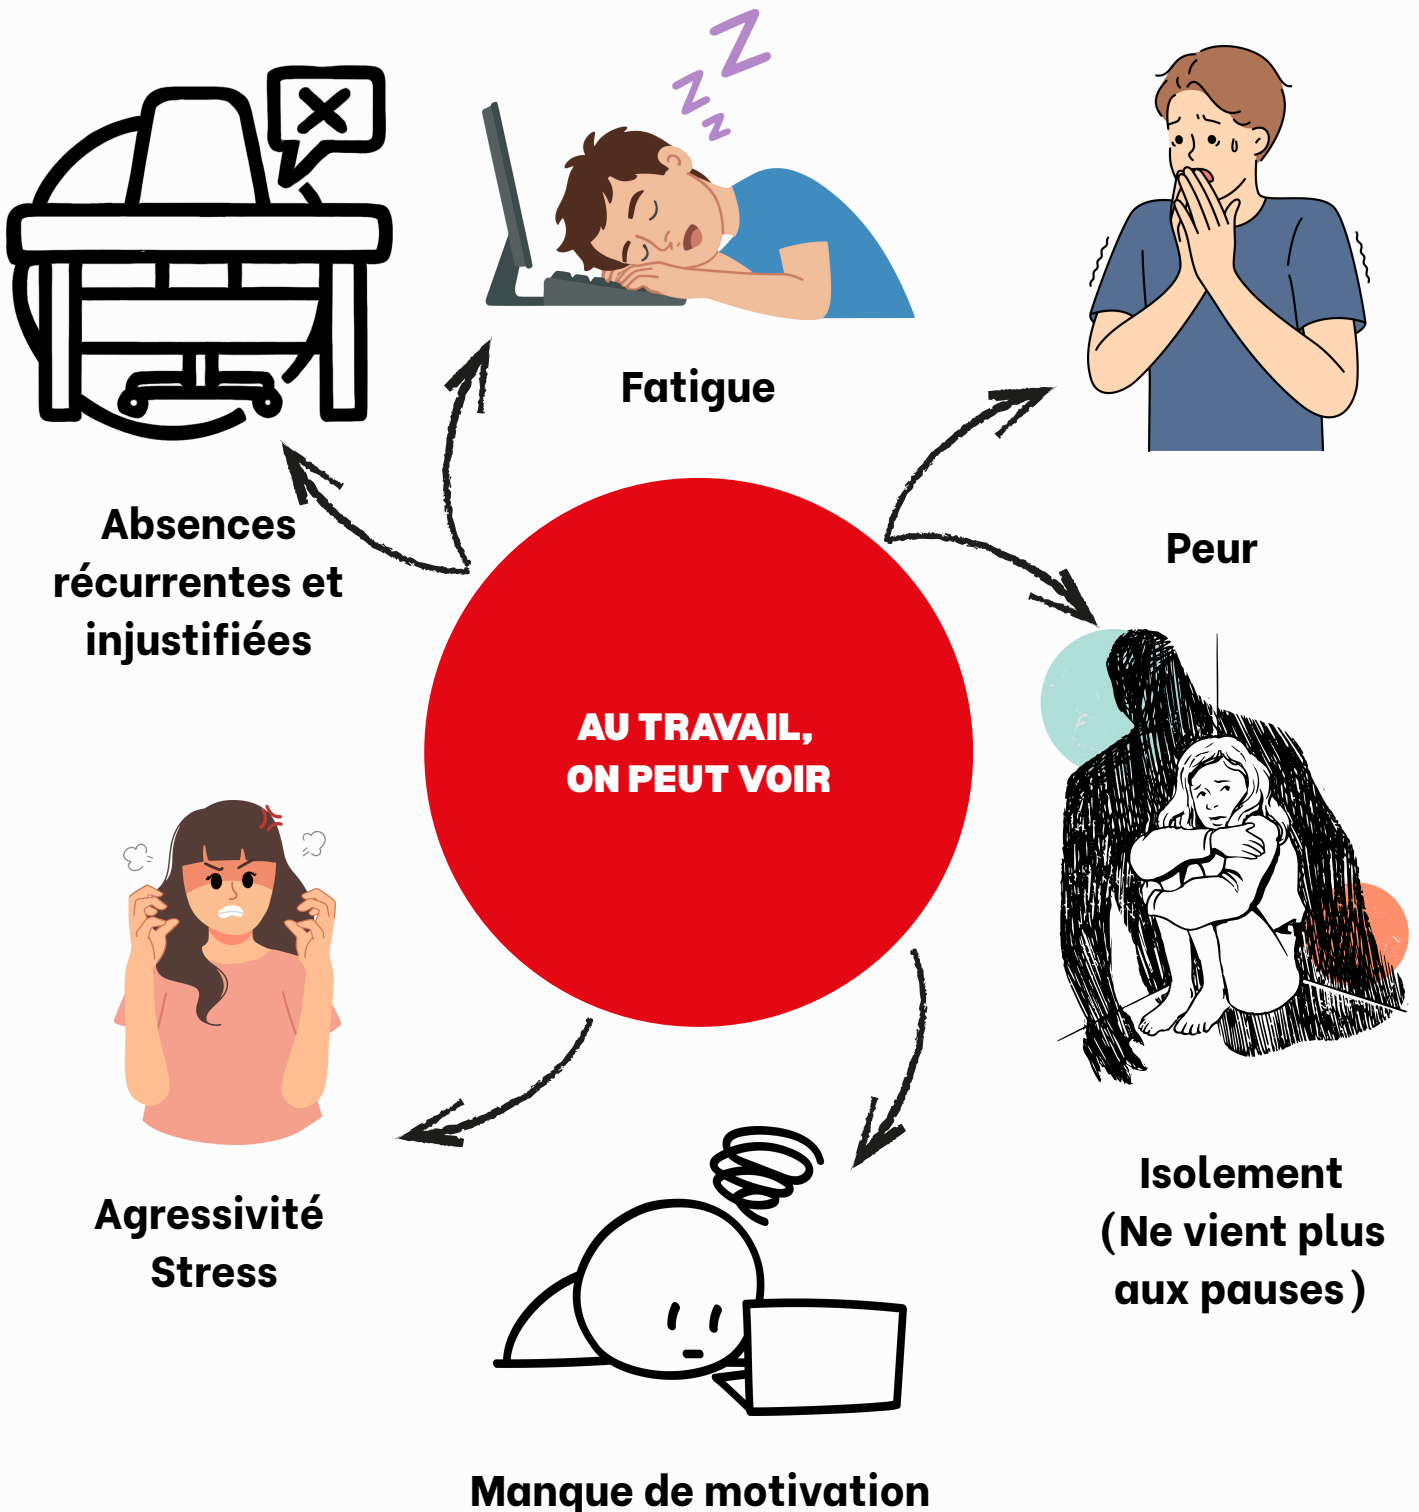 Fatigue
Absences
récurrentes et
injustifiées
Peur
AU TRAVAIL,
ON PEUT VOIR
Agressivité
Stress
Isolement
(Ne vient plus
aux pauses)
Manque de motivation